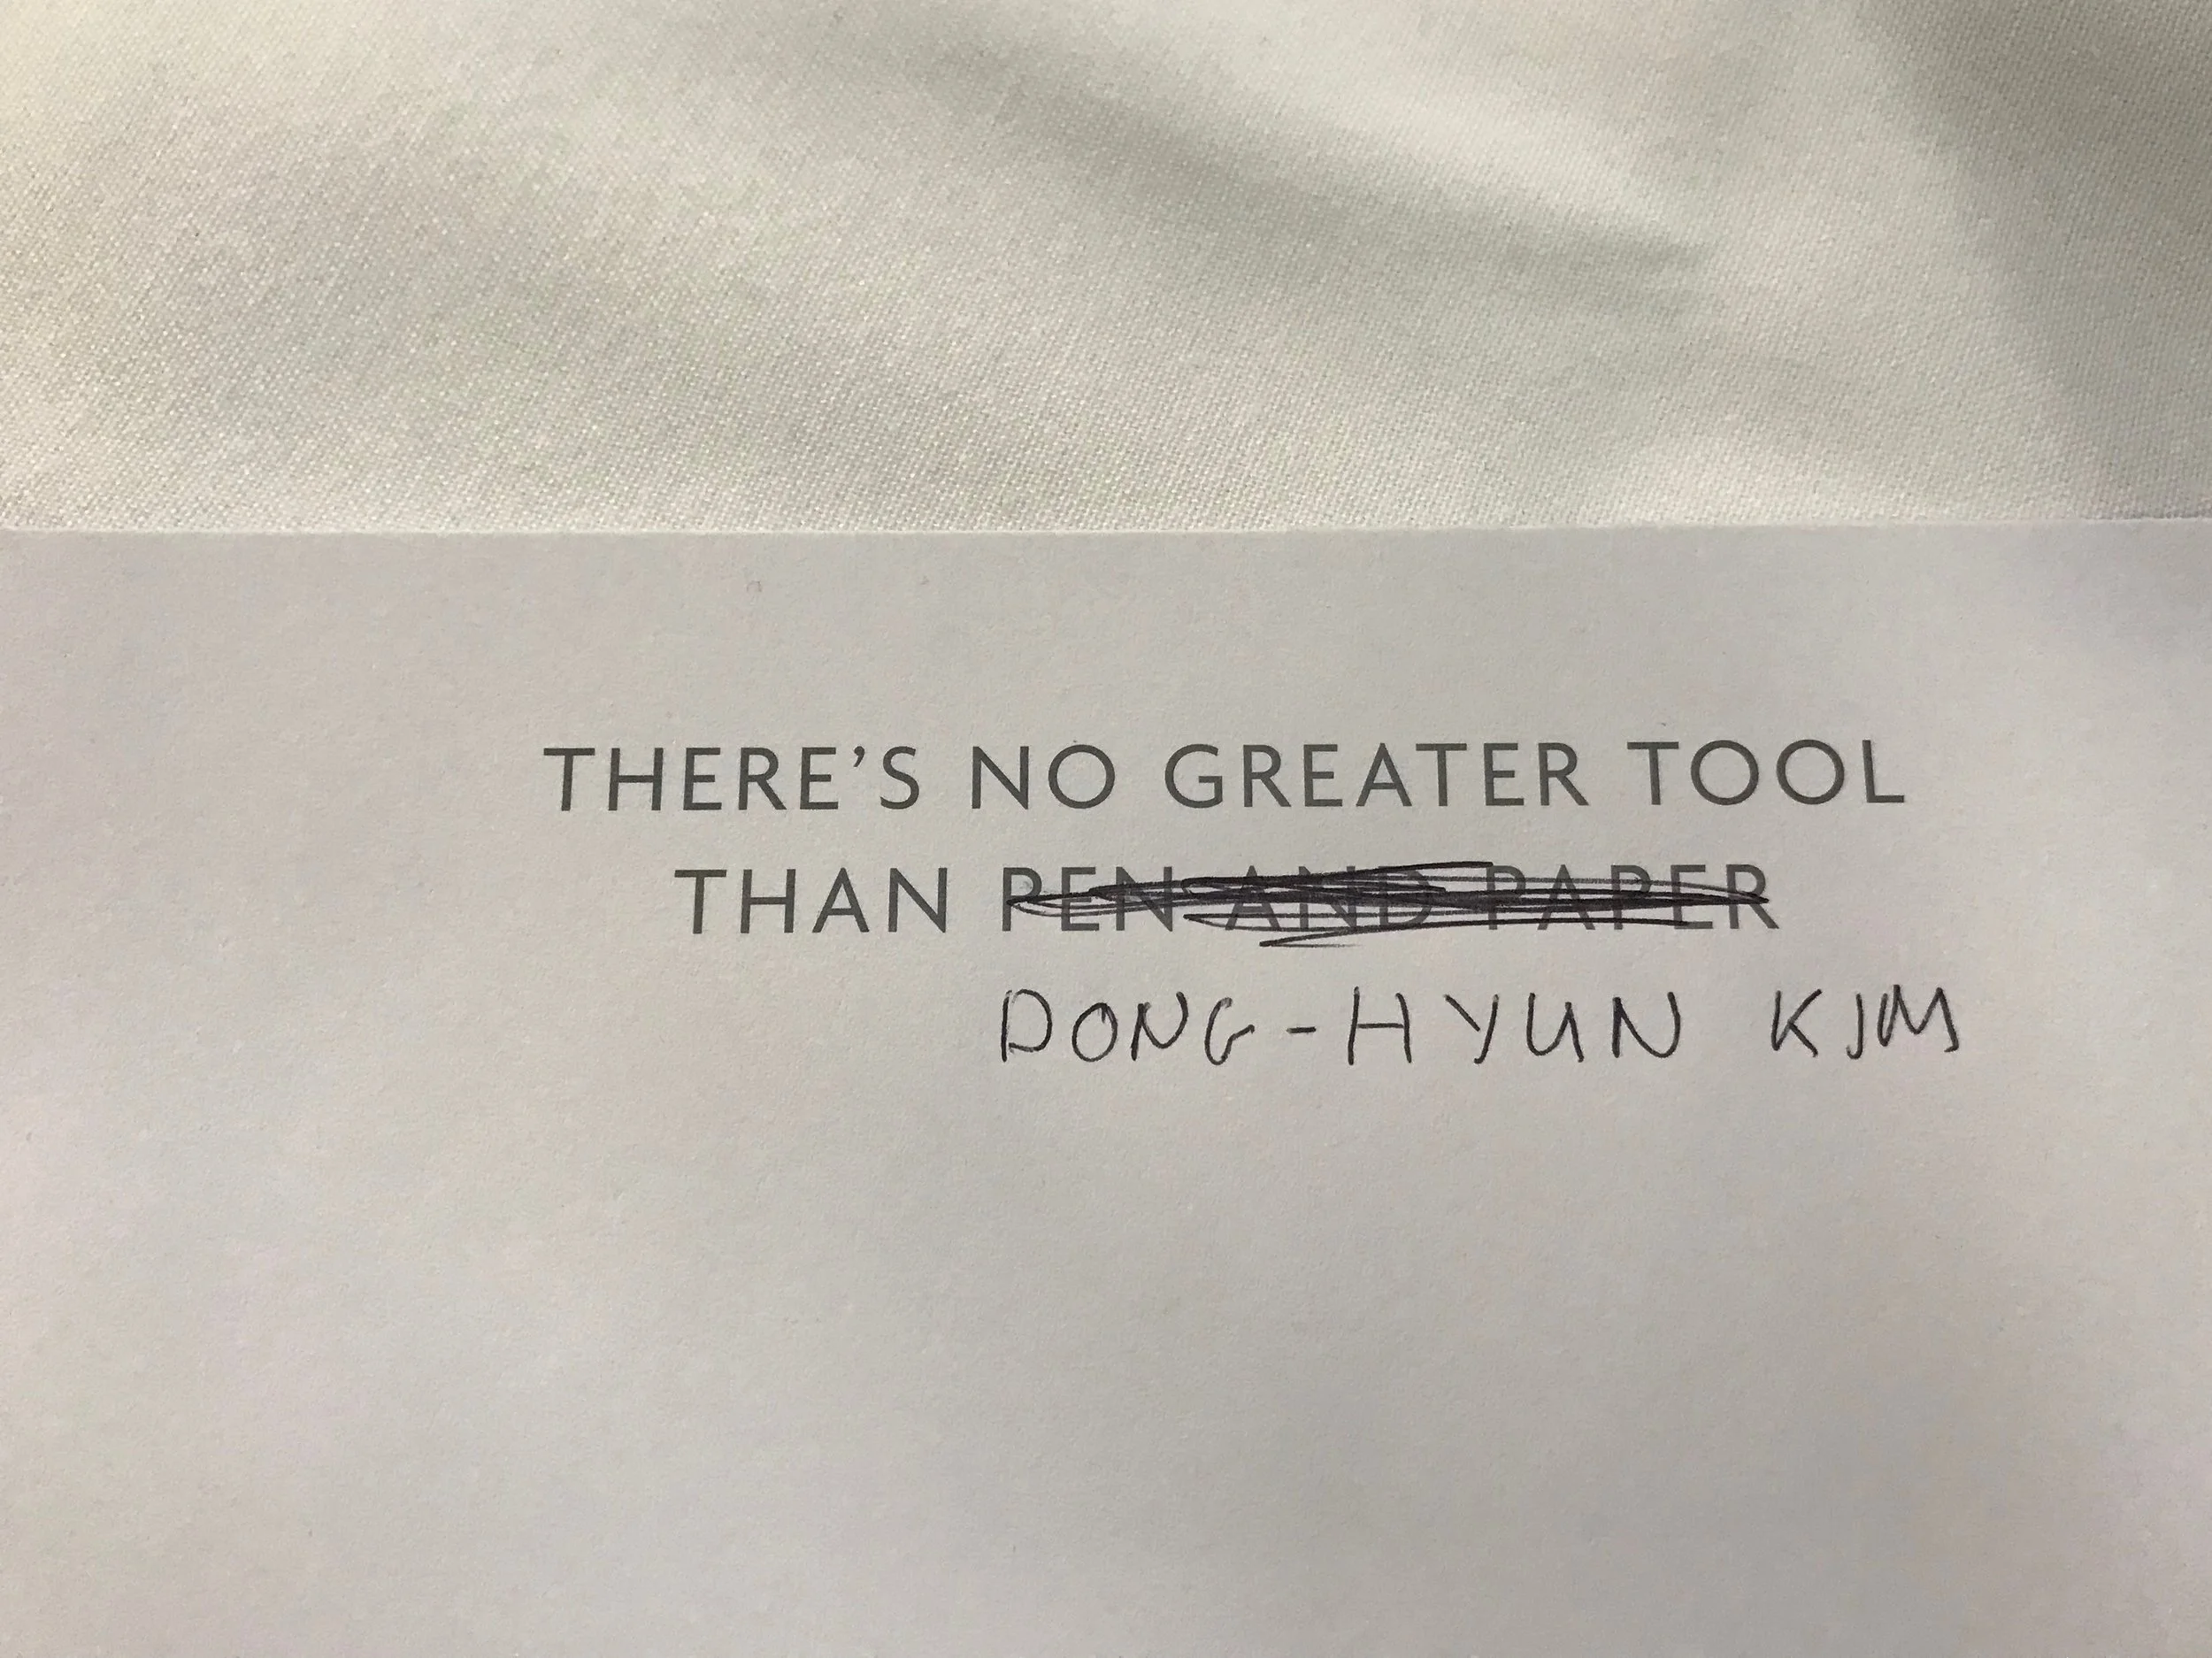 THERE'S NO GREATER TOOL
THAN PEN AND PAPER
DONG-HYUN KIM